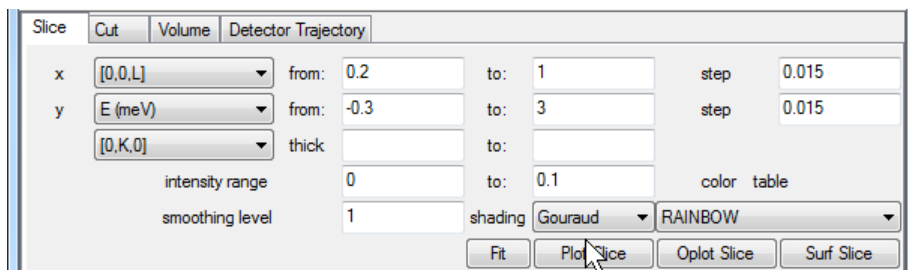 Slice Cut Volume Detector Trajectory
x [0,0,L] from: 0.2 to: 1 step 0.015
y E (meV) from: -0.3 to: 3 step 0.015
[0,K,0] thick to:
intensity range 0 to: 0.1 color table
smoothing level 1 shading Gouraud RAINBOW
Fit Plot Slice Oplot Slice Surf Slice